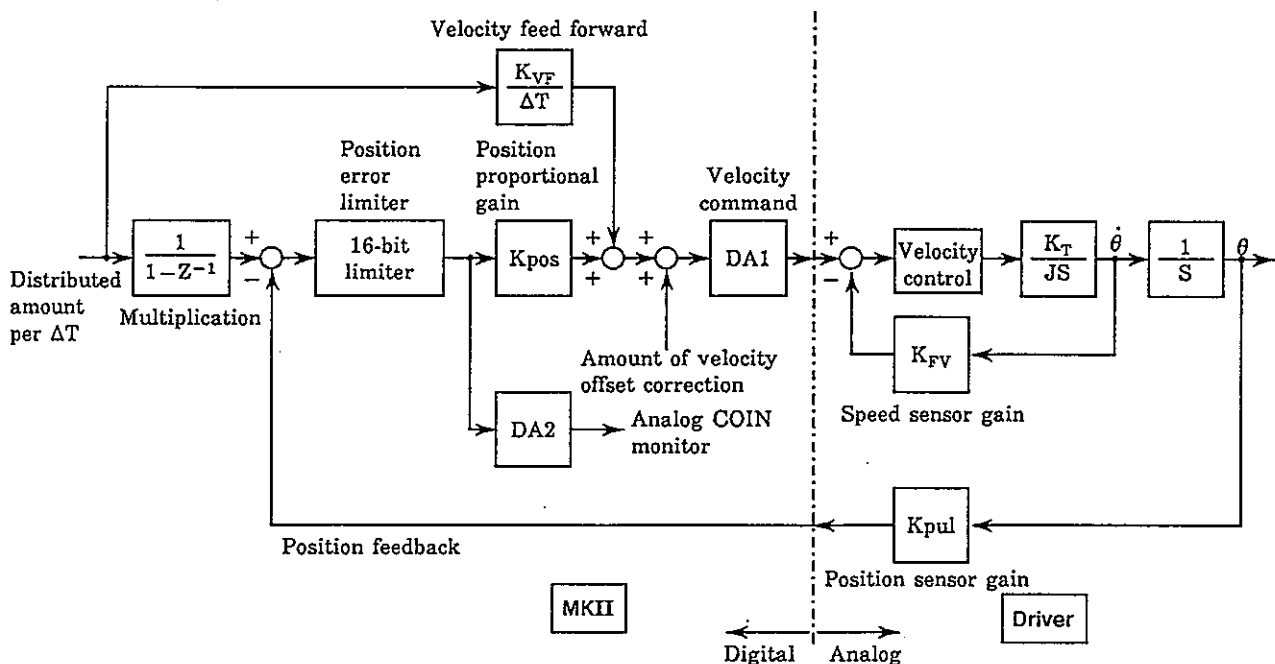 Velocity feed forward
K_VF
ΔT
Position
error
limiter
Position
proportional
gain
Velocity
command
1
1−Z⁻¹
+
−
16-bit
limiter
Kpos
+
+
+
+
DA1
+
−
Velocity
control
K_T
JS
θ̇
1
S
θ
Distributed
amount
per ΔT
Multiplication
Amount of velocity
offset correction
K_FV
Speed sensor gain
DA2
Analog COIN
monitor
Kpul
Position feedback
Position sensor gain
MKII
Driver
Digital
Analog